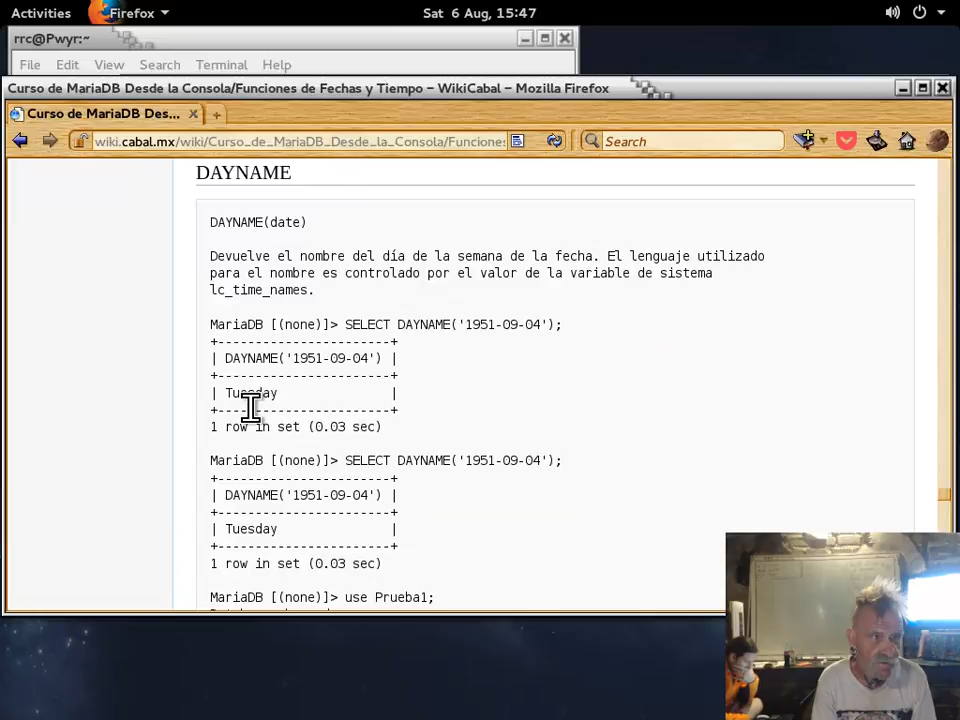 Activities Firefox Sat 6 Aug, 15:47
rrc@Pwyr:~
File Edit View Search Terminal Help
Curso de MariaDB Desde la Consola/Funciones de Fechas y Tiempo – WikiCabal – Mozilla Firefox
Curso de MariaDB Des...
wiki.cabal.mx/wiki/Curso_de_MariaDB_Desde_la_Consola/Funciones Search
DAYNAME
DAYNAME(date)
Devuelve el nombre del día de la semana de la fecha. El lenguaje utilizado
para el nombre es controlado por el valor de la variable de sistema
lc_time_names.
MariaDB [(none)]> SELECT DAYNAME('1951-09-04');
+-----------------------+
| DAYNAME('1951-09-04') |
+-----------------------+
| Tuesday               |
+-----------------------+
1 row in set (0.03 sec)
MariaDB [(none)]> SELECT DAYNAME('1951-09-04');
+-----------------------+
| DAYNAME('1951-09-04') |
+-----------------------+
| Tuesday               |
+-----------------------+
1 row in set (0.03 sec)
MariaDB [(none)]> use Prueba1;